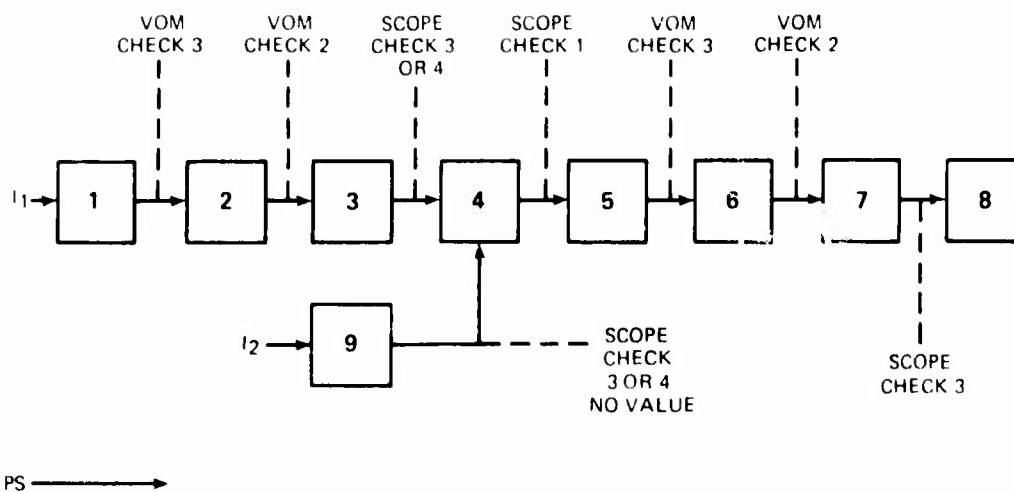 VOM
CHECK 3
VOM
CHECK 2
SCOPE
CHECK 3
OR 4
SCOPE
CHECK 1
VOM
CHECK 3
VOM
CHECK 2
I1
1
2
3
4
5
6
7
8
I2
9
SCOPE
CHECK
3 OR 4
NO VALUE
SCOPE
CHECK 3
PS